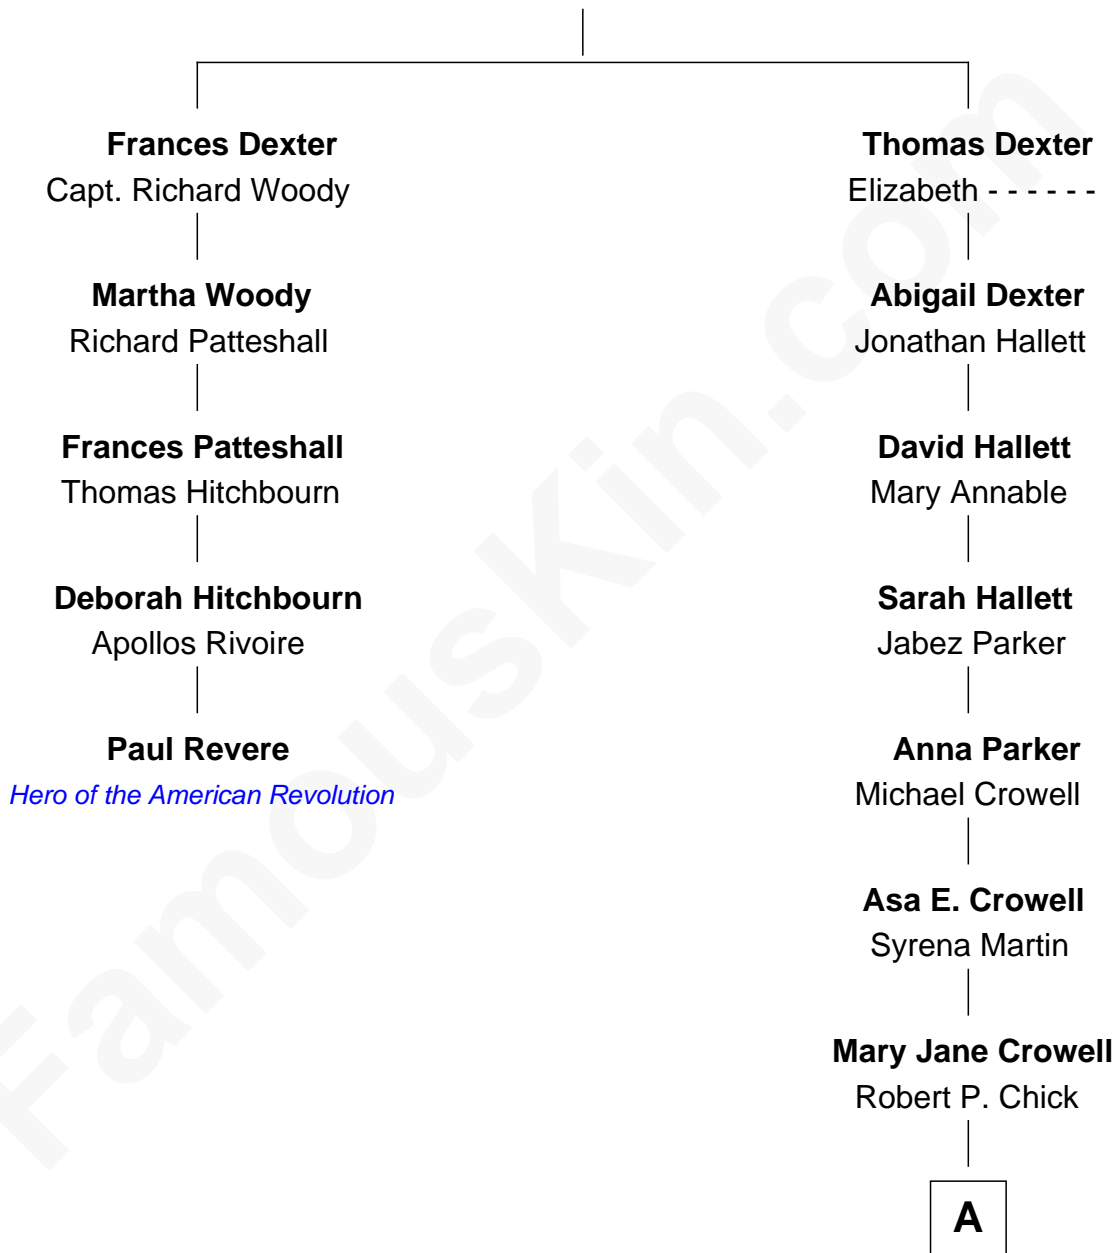 Frances Dexter
Capt. Richard Woody
Martha Woody
Richard Patteshall
Frances Patteshall
Thomas Hitchbourn
Deborah Hitchbourn
Apollos Rivoire
Paul Revere
Hero of the American Revolution
Thomas Dexter
Elizabeth - - - - - -
Abigail Dexter
Jonathan Hallett
David Hallett
Mary Annable
Sarah Hallett
Jabez Parker
Anna Parker
Michael Crowell
Asa E. Crowell
Syrena Martin
Mary Jane Crowell
Robert P. Chick
A
FamousKin.com